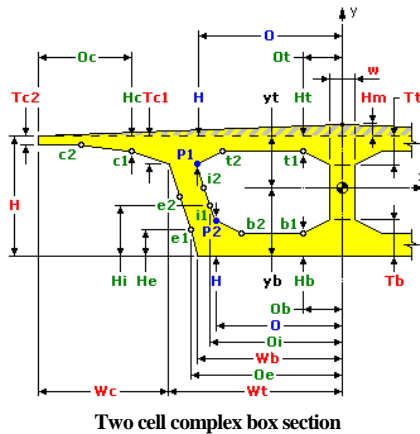 y
O
Oc
Ot
w
Tc2
Hc
Tc1
H
yt
Ht
Hm
Tt
c2
c1
P1
i1
t2
t1
i2
H
i1
e2
P2
b2
b1
e1
Hi
He
H
yb
Hb
Tb
Ob
O
Oi
Wb
Oe
Wc
Wt
Two cell complex box section